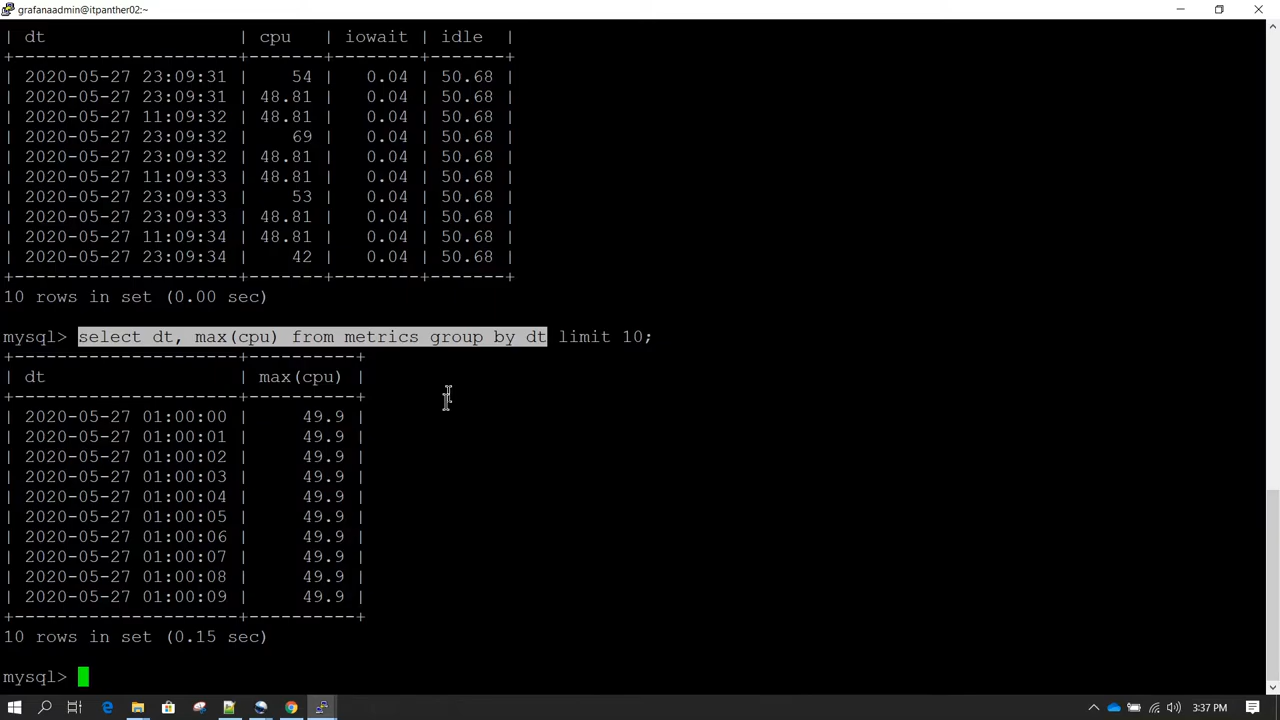 grafanaadmin@itpanther02:~
| dt                  | cpu   | iowait | idle  |
+---------------------+-------+--------+-------+
| 2020-05-27 23:09:31 |    54 |   0.04 | 50.68 |
| 2020-05-27 23:09:31 | 48.81 |   0.04 | 50.68 |
| 2020-05-27 11:09:32 | 48.81 |   0.04 | 50.68 |
| 2020-05-27 23:09:32 |    69 |   0.04 | 50.68 |
| 2020-05-27 23:09:32 | 48.81 |   0.04 | 50.68 |
| 2020-05-27 11:09:33 | 48.81 |   0.04 | 50.68 |
| 2020-05-27 23:09:33 |    53 |   0.04 | 50.68 |
| 2020-05-27 23:09:33 | 48.81 |   0.04 | 50.68 |
| 2020-05-27 11:09:34 | 48.81 |   0.04 | 50.68 |
| 2020-05-27 23:09:34 |    42 |   0.04 | 50.68 |
+---------------------+-------+--------+-------+
10 rows in set (0.00 sec)
mysql> select dt, max(cpu) from metrics group by dt limit 10;
+---------------------+----------+
| dt                  | max(cpu) |
+---------------------+----------+
| 2020-05-27 01:00:00 |     49.9 |
| 2020-05-27 01:00:01 |     49.9 |
| 2020-05-27 01:00:02 |     49.9 |
| 2020-05-27 01:00:03 |     49.9 |
| 2020-05-27 01:00:04 |     49.9 |
| 2020-05-27 01:00:05 |     49.9 |
| 2020-05-27 01:00:06 |     49.9 |
| 2020-05-27 01:00:07 |     49.9 |
| 2020-05-27 01:00:08 |     49.9 |
| 2020-05-27 01:00:09 |     49.9 |
+---------------------+----------+
10 rows in set (0.15 sec)
mysql>
3:37 PM